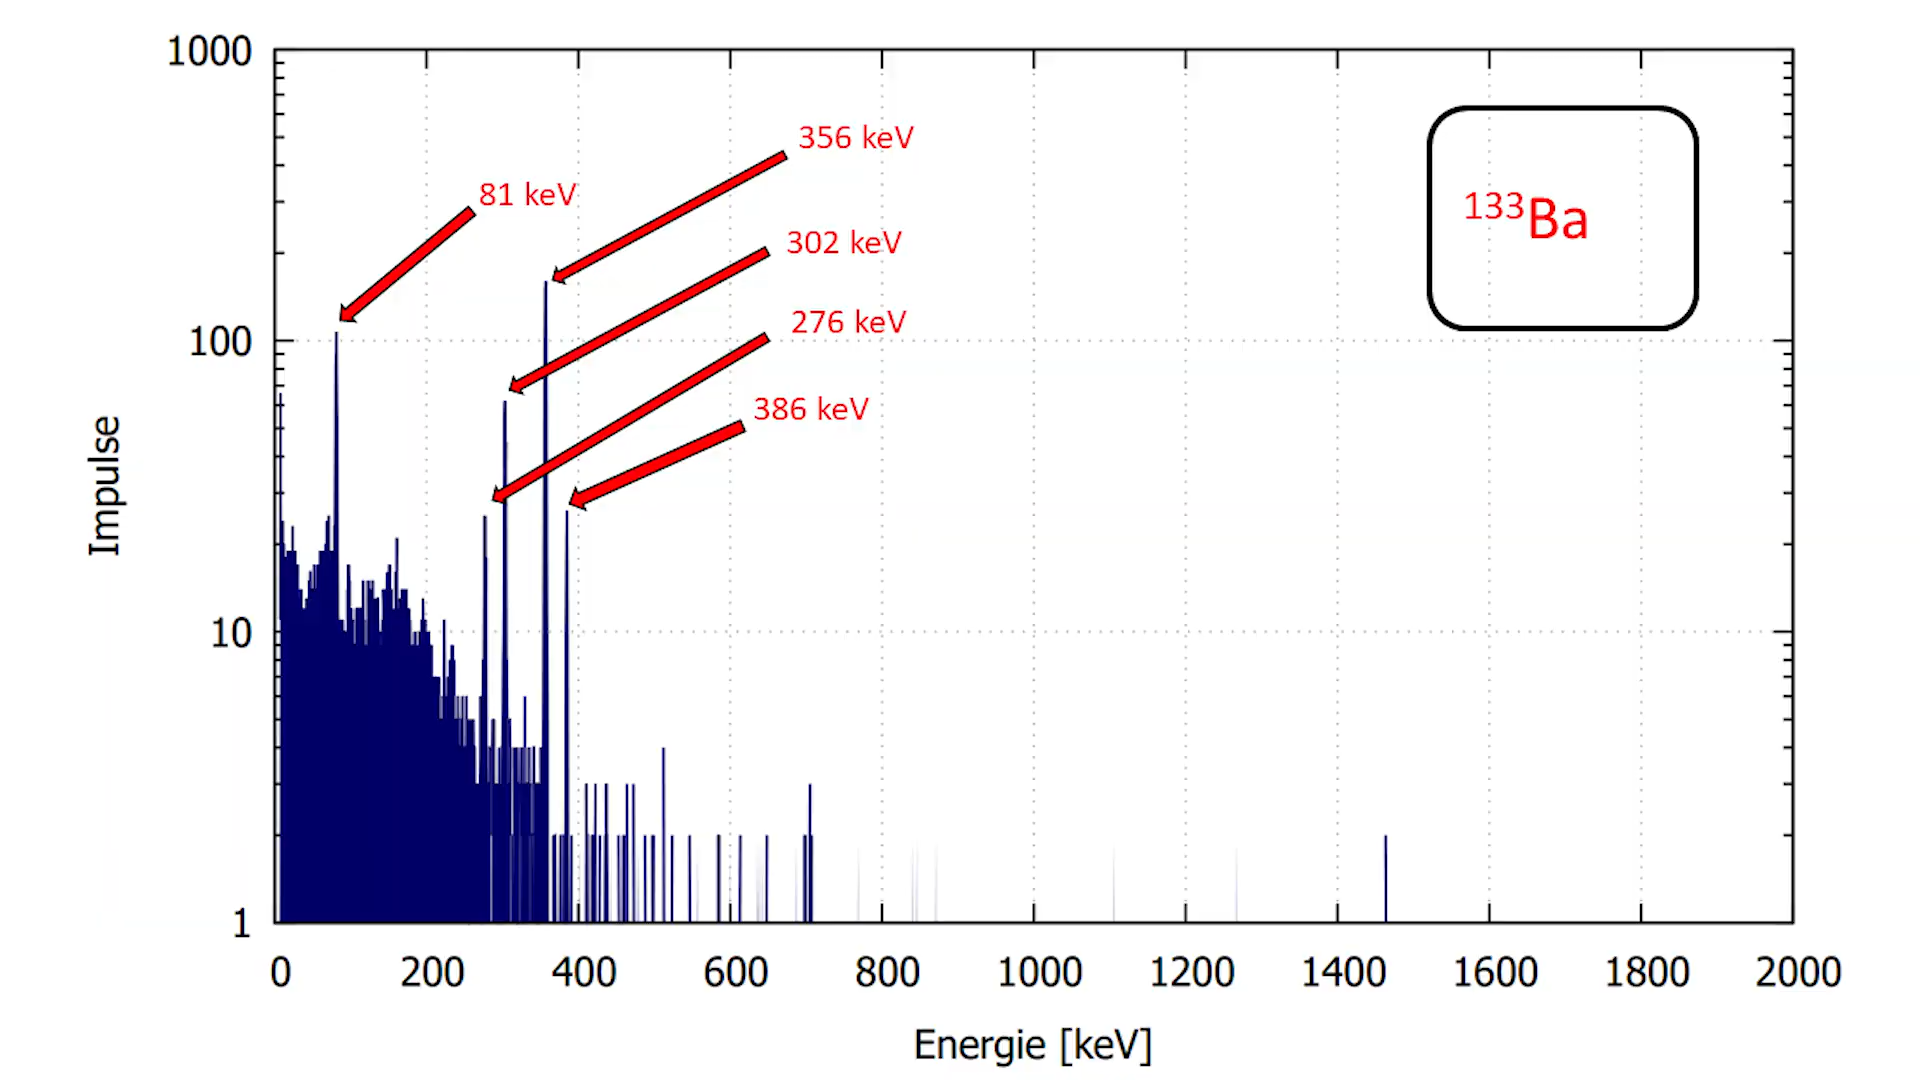 1000
356 keV
81 keV
¹³³Ba
302 keV
276 keV
100
386 keV
Impulse
10
1
0 200 400 600 800 1000 1200 1400 1600 1800 2000
Energie [keV]